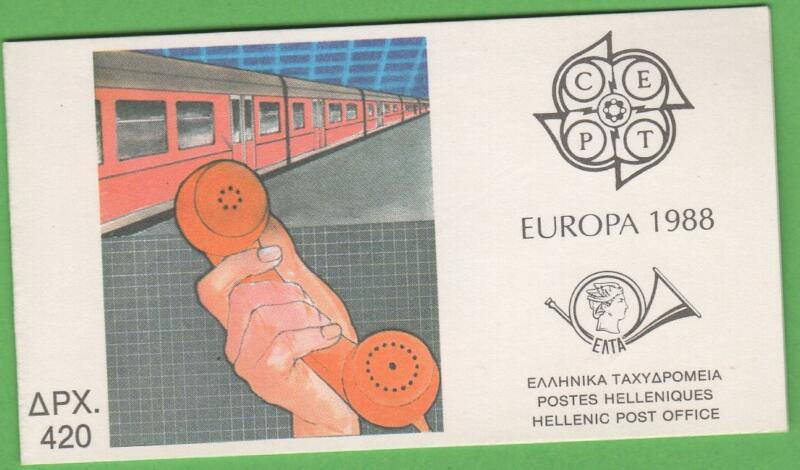 C E
P T
EUROPA 1988
ΕΛΤΑ
ΕΛΛΗΝΙΚΑ ΤΑΧΥΔΡΟΜΕΙΑ
POSTES HELLENIQUES
HELLENIC POST OFFICE
ΔΡΧ.
420